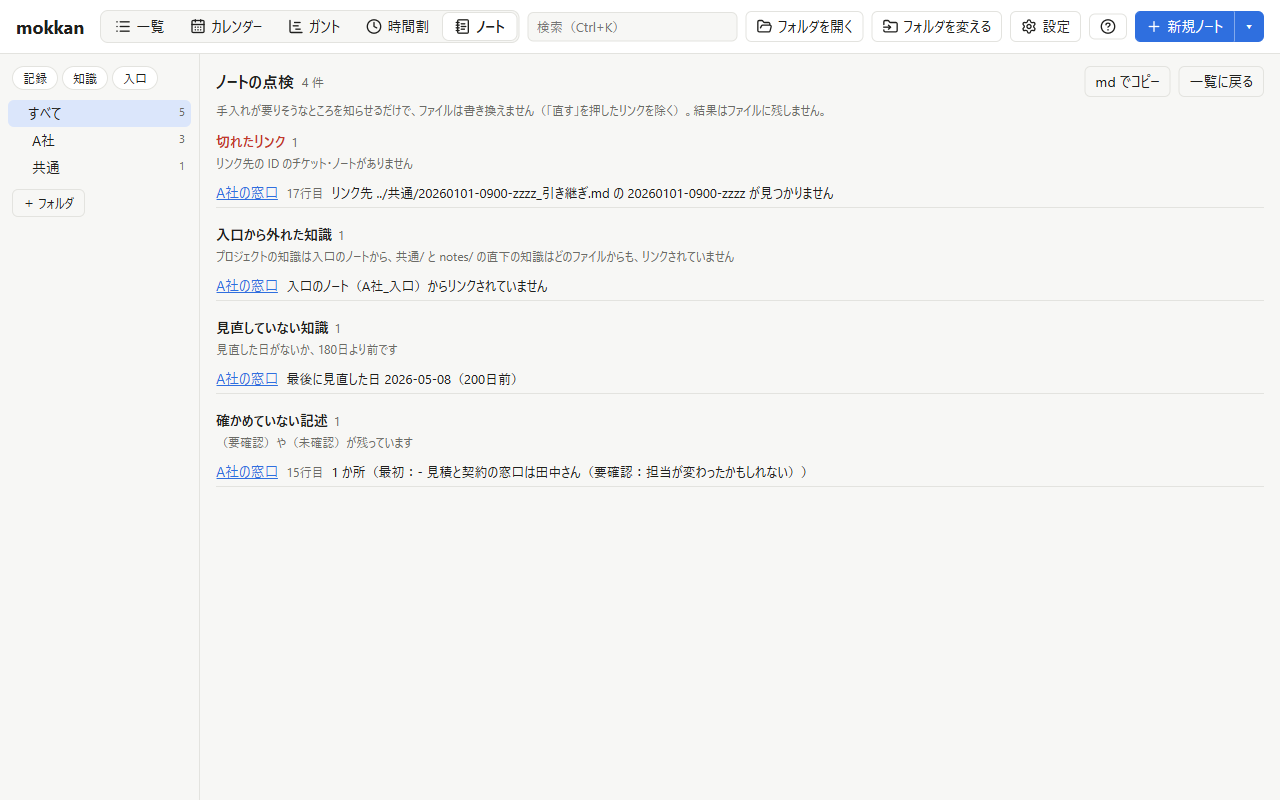 mokkan 一覧 カレンダー ガント 時間割 ノート 検索（Ctrl+K） フォルダを開く フォルダを変える 設定 + 新規ノート
記録 知識 入口
すべて 5
A社 3
共通 1
+ フォルダ
ノートの点検 4 件 md でコピー 一覧に戻る
手入れが要りそうなところを知らせるだけで、ファイルは書き換えません（「直す」を押したリンクを除く）。結果はファイルに残しません。
切れたリンク 1
リンク先の ID のチケット・ノートがありません
A社の窓口 17行目 リンク先 ../共通/20260101-0900-zzzz_引き継ぎ.md の 20260101-0900-zzzz が見つかりません
入口から外れた知識 1
プロジェクトの知識は入口のノートから、共通/ と notes/ の直下の知識はどのファイルからも、リンクされていません
A社の窓口 入口のノート（A社_入口）からリンクされていません
見直していない知識 1
見直した日がないか、180日より前です
A社の窓口 最後に見直した日 2026-05-08（200日前）
確かめていない記述 1
（要確認）や（未確認）が残っています
A社の窓口 15行目 1 か所（最初：- 見積と契約の窓口は田中さん（要確認：担当が変わったかもしれない））